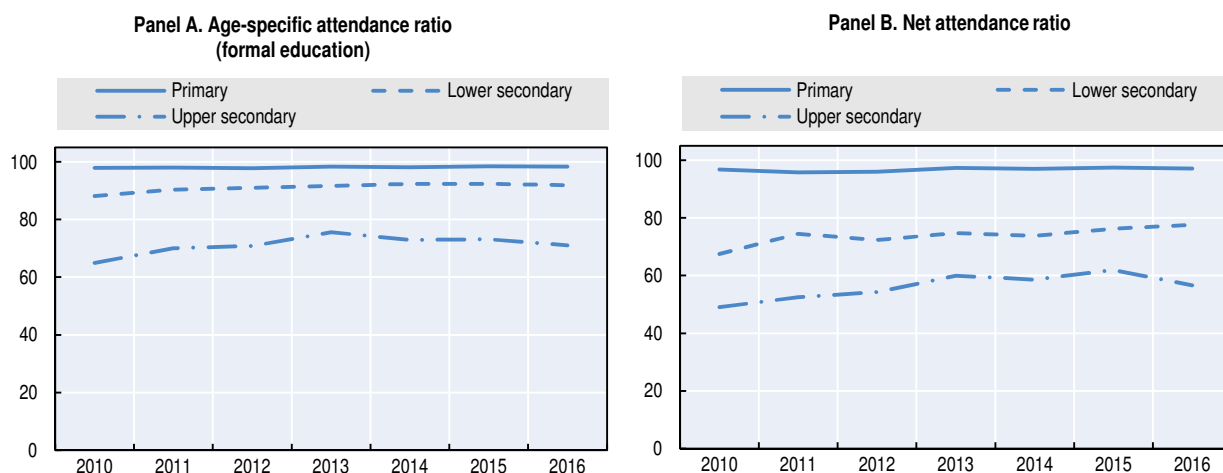 Panel A. Age-specific attendance ratio
(formal education)
Primary
Lower secondary
Upper secondary
100
80
60
40
20
0
2010 2011 2012 2013 2014 2015 2016
Panel B. Net attendance ratio
Primary
Lower secondary
Upper secondary
100
80
60
40
20
0
2010 2011 2012 2013 2014 2015 2016